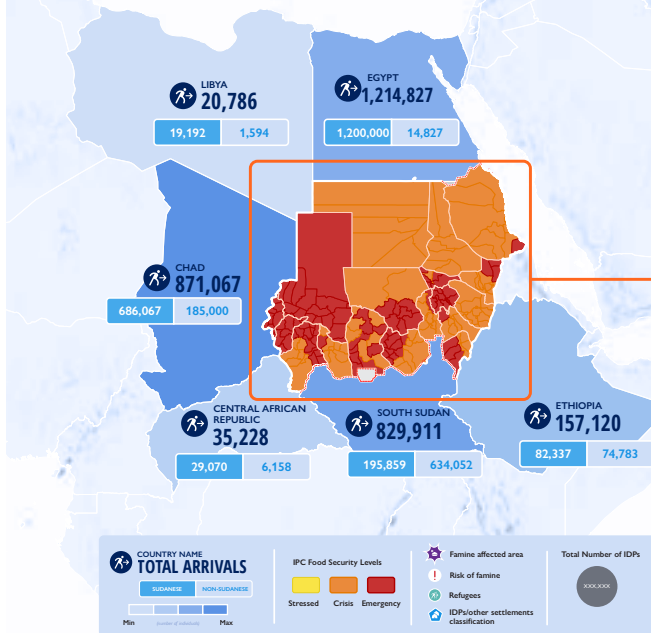 LIBYA
20,786
19,192 1,594
EGYPT
1,214,827
1,200,000 14,827
CHAD
871,067
686,067 185,000
CENTRAL AFRICAN
REPUBLIC
35,228
29,070 6,158
SOUTH SUDAN
829,911
195,859 634,052
ETHIOPIA
157,120
82,337 74,783
COUNTRY NAME
TOTAL ARRIVALS
SUDANESE NON-SUDANESE
Min (number of individuals) Max
IPC Food Security Levels
Stressed Crisis Emergency
Famine affected area
Risk of famine
Refugees
IDPs/other settlements
classification
Total Number of IDPs
xxx,xxx